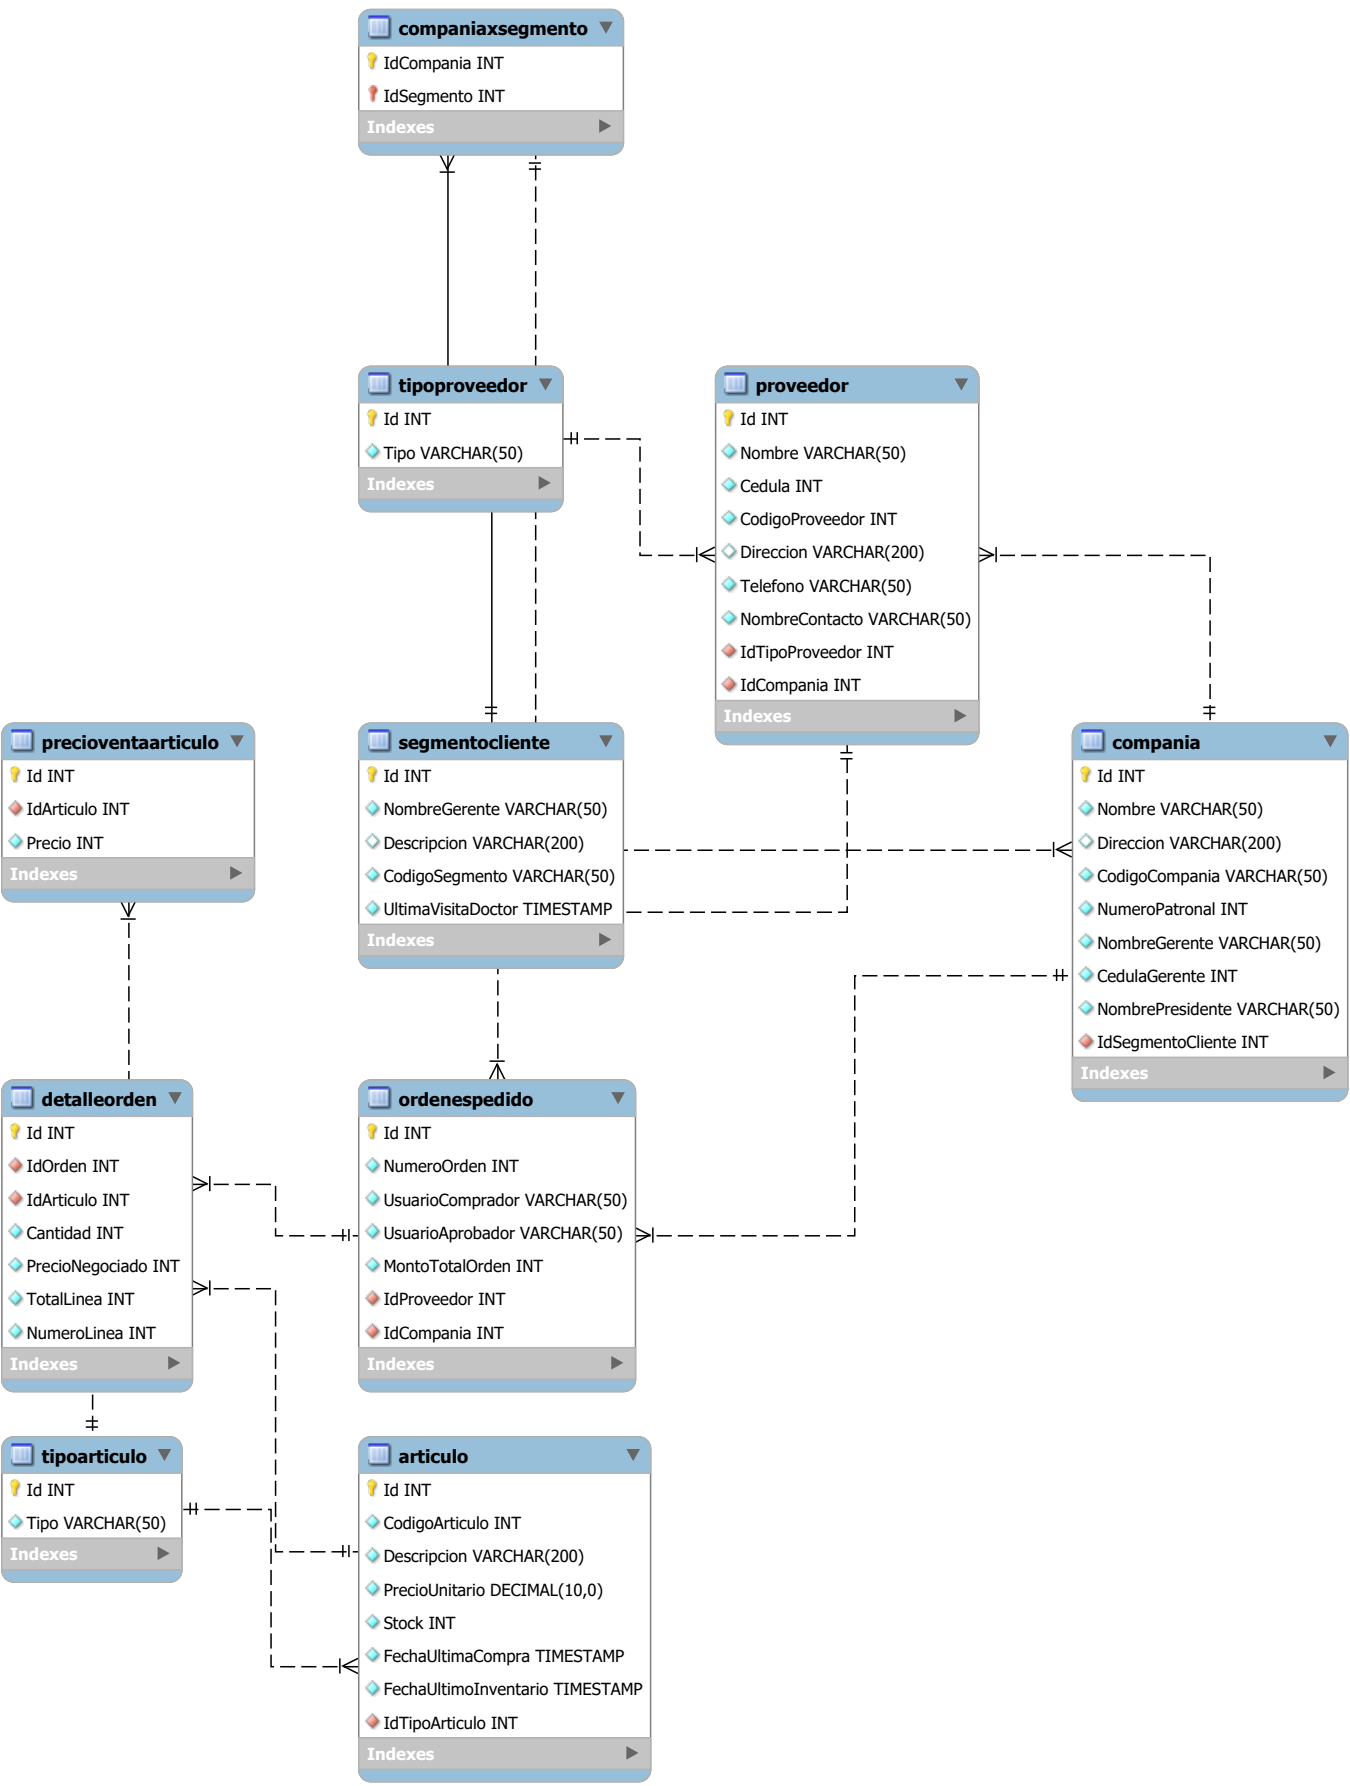 companiaxsegmento
IdCompania INT
IdSegmento INT
Indexes
tipoproveedor
Id INT
Tipo VARCHAR(50)
Indexes
proveedor
Id INT
Nombre VARCHAR(50)
Cedula INT
CodigoProveedor INT
Direccion VARCHAR(200)
Telefono VARCHAR(50)
NombreContacto VARCHAR(50)
IdTipoProveedor INT
IdCompania INT
Indexes
precioventaarticulo
Id INT
IdArticulo INT
Precio INT
Indexes
segmentocliente
Id INT
NombreGerente VARCHAR(50)
Descripcion VARCHAR(200)
CodigoSegmento VARCHAR(50)
UltimaVisitaDoctor TIMESTAMP
Indexes
compania
Id INT
Nombre VARCHAR(50)
Direccion VARCHAR(200)
CodigoCompania VARCHAR(50)
NumeroPatronal INT
NombreGerente VARCHAR(50)
CedulaGerente INT
NombrePresidente VARCHAR(50)
IdSegmentoCliente INT
Indexes
detalleorden
Id INT
IdOrden INT
IdArticulo INT
Cantidad INT
PrecioNegociado INT
TotalLinea INT
NumeroLinea INT
Indexes
ordenespedido
Id INT
NumeroOrden INT
UsuarioComprador VARCHAR(50)
UsuarioAprobador VARCHAR(50)
MontoTotalOrden INT
IdProveedor INT
IdCompania INT
Indexes
tipoarticulo
Id INT
Tipo VARCHAR(50)
Indexes
articulo
Id INT
CodigoArticulo INT
Descripcion VARCHAR(200)
PrecioUnitario DECIMAL(10,0)
Stock INT
FechaUltimaCompra TIMESTAMP
FechaUltimoInventario TIMESTAMP
IdTipoArticulo INT
Indexes